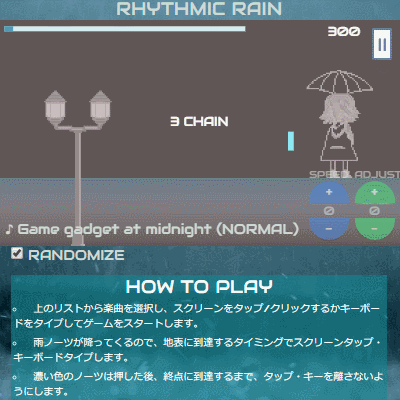 RHYTHMIC RAIN
300
3 CHAIN
SPEED ADJUST
+ +
0 0
− −
♪ Game gadget at midnight (NORMAL)
RANDOMIZE
HOW TO PLAY
上のリストから楽曲を選択し、スクリーンをタップ/クリックするかキーボー
ドをタイプしてゲームをスタートします。
雨ノーツが降ってくるので、地表に到達するタイミングでスクリーンタップ・
キーボードタイプします。
濃い色のノーツは押した後、終点に到達するまで、タップ・キーを離さないよ
うにします。